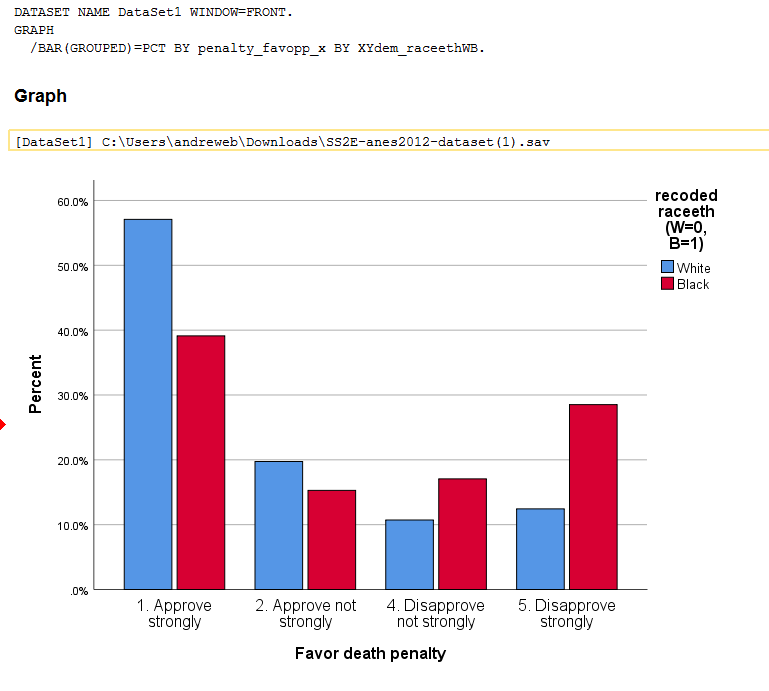 DATASET NAME DataSet1 WINDOW=FRONT.
GRAPH
/BAR(GROUPED)=PCT BY penalty_favopp_x BY XYdem_raceethWB.
Graph
[DataSet1] C:\Users\andreweb\Downloads\SS2E-anes2012-dataset(1).sav
recoded
raceeth
(W=0,
B=1)
White
Black
Percent
60.0%
50.0%
40.0%
30.0%
20.0%
10.0%
.0%
1. Approve
strongly
2. Approve not
strongly
4. Disapprove
not strongly
5. Disapprove
strongly
Favor death penalty